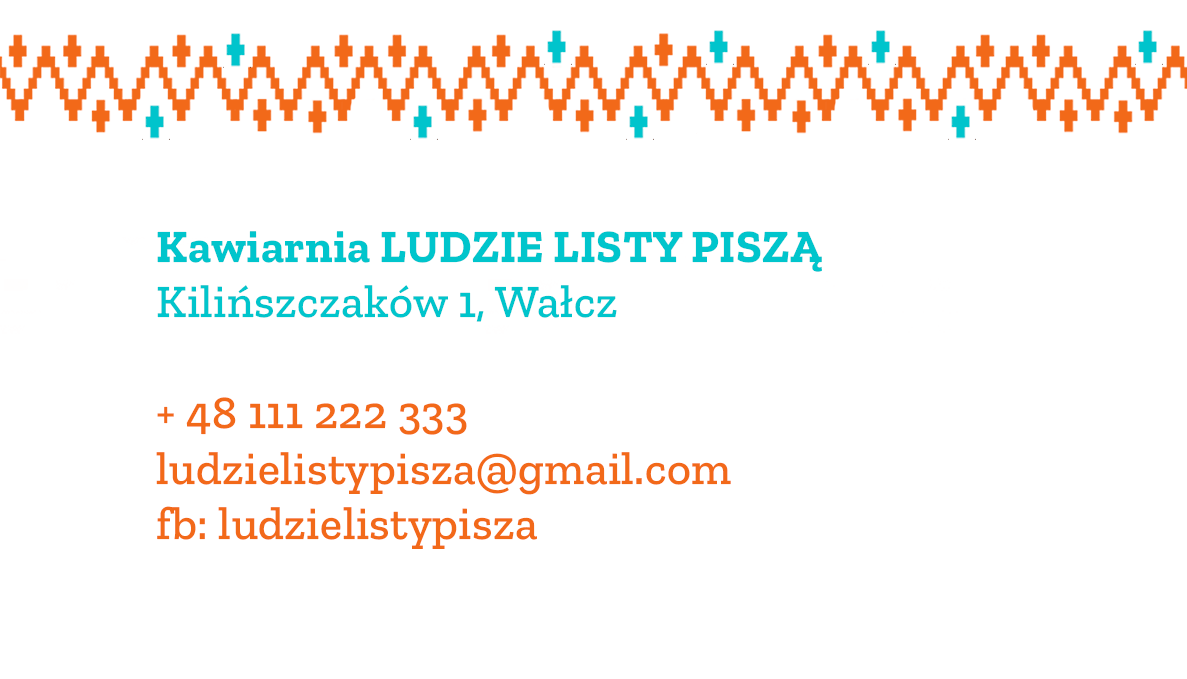 Kawiarnia LUDZIE LISTY PISZĄ
Kilińszczaków 1, Wałcz
+ 48 111 222 333
ludzielistypisza@gmail.com
fb: ludzielistypisza